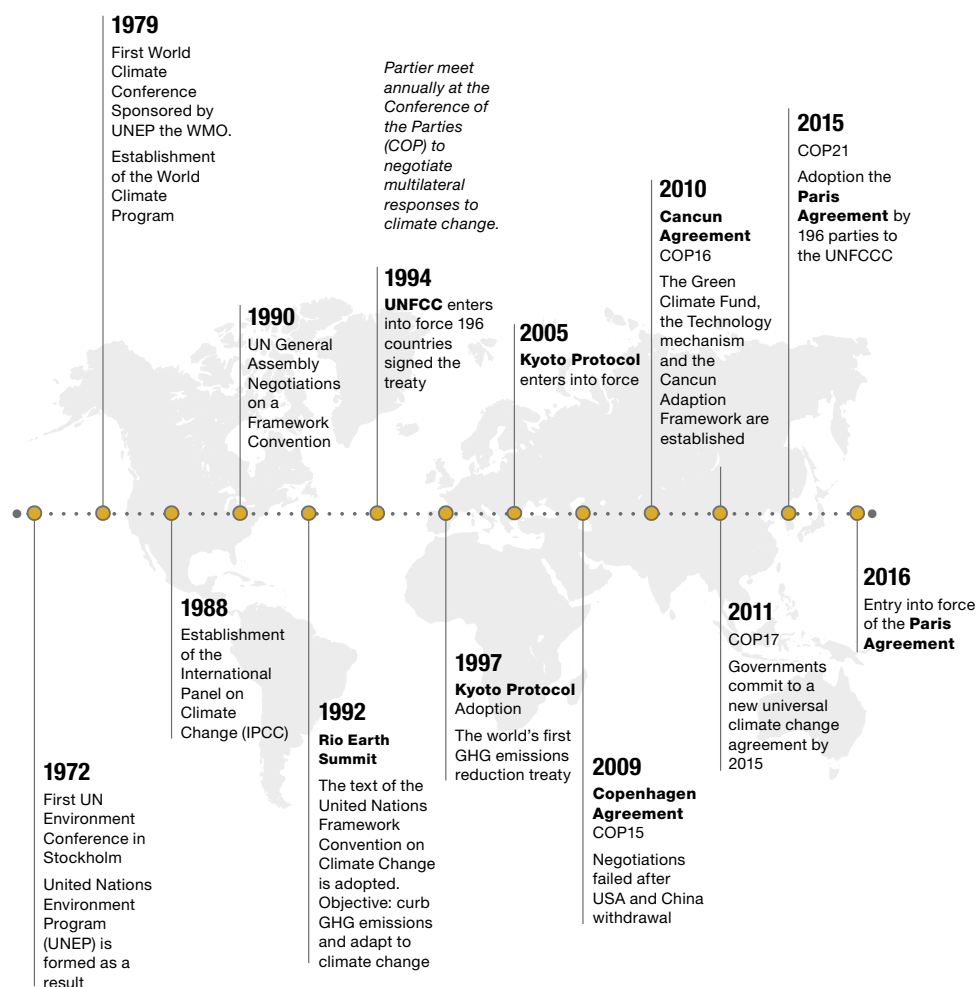 1979
First World
Climate
Conference
Sponsored by
UNEP the WMO.
Establishment
of the World
Climate
Program
Partier meet
annually at the
Conference of
the Parties
(COP) to
negotiate
multilateral
responses to
climate change.
1990
UN General
Assembly
Negotiations
on a
Framework
Convention
1994
UNFCC enters
into force 196
countries
signed the
treaty
2005
Kyoto Protocol
enters into force
2010
Cancun
Agreement
COP16
The Green
Climate Fund,
the Technology
mechanism
and the
Cancun
Adaption
Framework are
established
2015
COP21
Adoption the
Paris
Agreement by
196 parties to
the UNFCCC
1972
First UN
Environment
Conference in
Stockholm
United Nations
Environment
Program
(UNEP) is
formed as a
result
1988
Establishment
of the
International
Panel on
Climate
Change (IPCC)
1992
Rio Earth
Summit
The text of the
United Nations
Framework
Convention on
Climate Change
is adopted.
Objective: curb
GHG emissions
and adapt to
climate change
1997
Kyoto Protocol
Adoption
The world's first
GHG emissions
reduction treaty
2009
Copenhagen
Agreement
COP15
Negotiations
failed after
USA and China
withdrawal
2011
COP17
Governments
commit to a
new universal
climate change
agreement by
2015
2016
Entry into force
of the Paris
Agreement